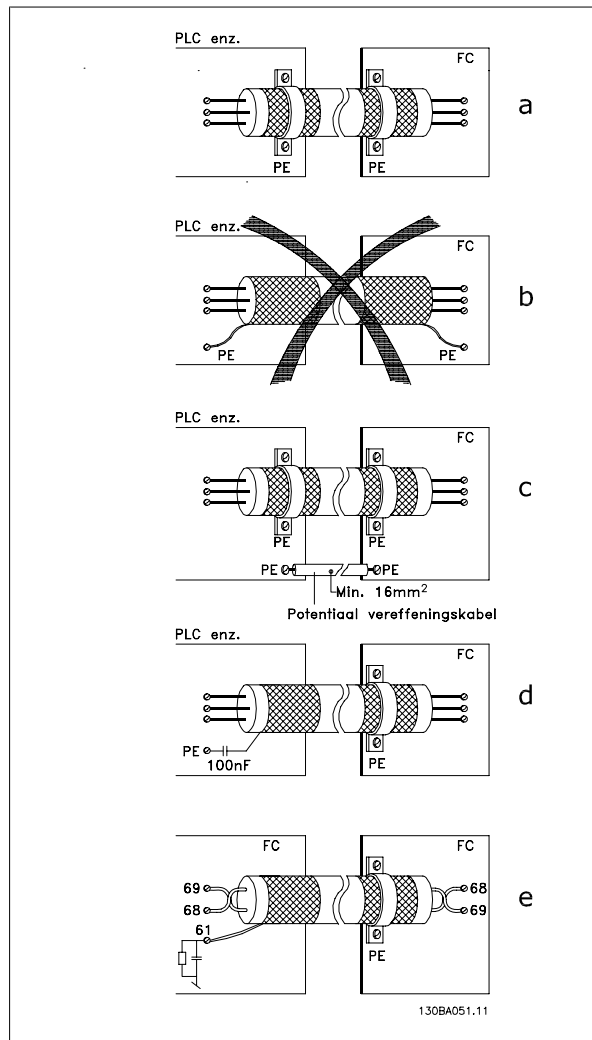 PLC enz.
FC
PE
PE
a
PLC enz.
FC
PE
PE
b
PLC enz.
FC
PE
PE
c
PE
PE
Min. 16mm²
Potentiaal vereffeningskabel
PLC enz.
FC
d
PE
100nF
PE
FC
FC
69
68
68
69
e
61
PE
130BA051.11